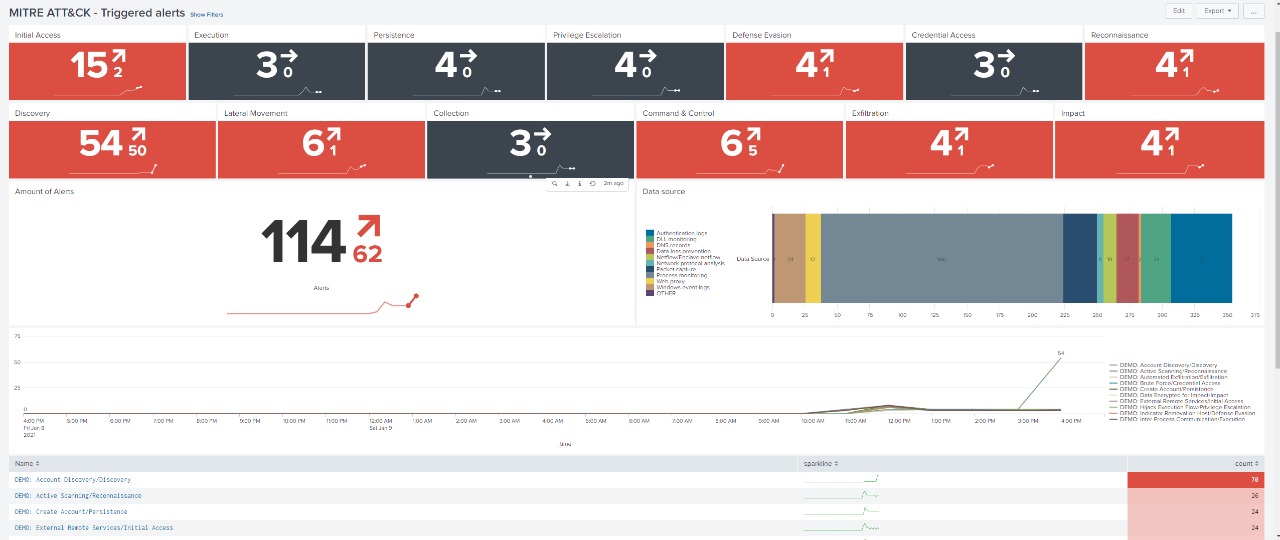 MITRE ATT&CK - Triggered alerts Show Filters
Edit Export ▾ ...
Initial Access Execution Persistence Privilege Escalation Defense Evasion Credential Access Reconnaissance
15 2 3 0 4 0 4 0 4 1 3 0 4 1
Discovery Lateral Movement Collection Command & Control Exfiltration Impact
54 50 6 1 3 0 6 5 4 1 4 1
2m ago
Amount of Alerts
114 62
Alerts
Data source
Authentication logs
DLL monitoring
DNS records
Data loss prevention
Netflow/Enclave netflow
Network protocol analysis
Packet capture
Process monitoring
Web proxy
Windows event logs
OTHER
Data Source
0 25 50 75 100 125 150 175 200 225 250 275 300 325 350 375
75
50
25
0
54
4:00 PM 5:00 PM 6:00 PM 7:00 PM 8:00 PM 9:00 PM 10:00 PM 11:00 PM 12:00 AM 1:00 AM 2:00 AM 3:00 AM 4:00 AM 5:00 AM 6:00 AM 7:00 AM 8:00 AM 9:00 AM 10:00 AM 11:00 AM 12:00 PM 1:00 PM 2:00 PM 3:00 PM 4:00 PM
Fri Jan 8 Sat Jan 9
2021
time
DEMO: Account Discovery/Discovery
DEMO: Active Scanning/Reconnaissance
DEMO: Automated Exfiltration/Exfiltration
DEMO: Brute Force/Credential Access
DEMO: Create Account/Persistence
DEMO: Data Encrypted for Impact/Impact
DEMO: External Remote Services/Initial Access
DEMO: Hijack Execution Flow/Privilege Escalation
DEMO: Indicator Removal on Host/Defense Evasion
DEMO: Inter-Process Communication/Execution
Name sparkline count
DEMO: Account Discovery/Discovery 70
DEMO: Active Scanning/Reconnaissance 26
DEMO: Create Account/Persistence 24
DEMO: External Remote Services/Initial Access 24